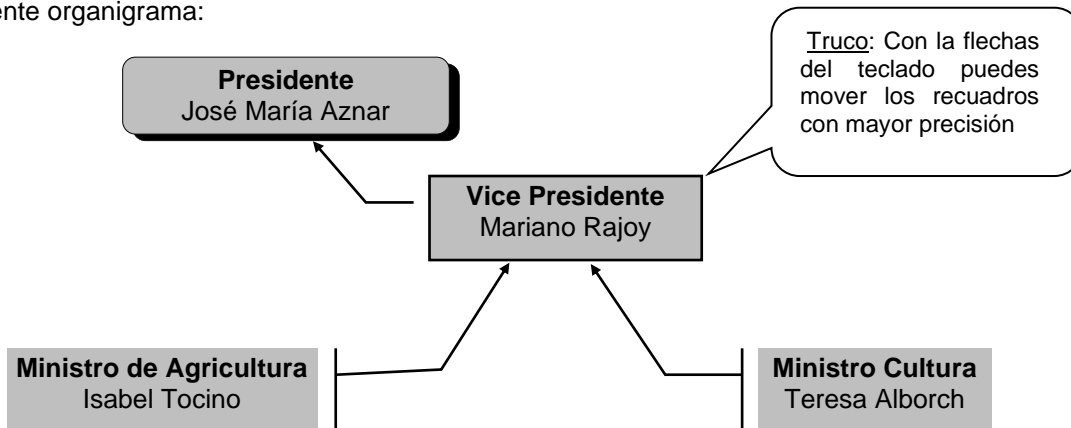 ente organigrama:
Truco: Con la flechas
del teclado puedes
mover los recuadros
con mayor precisión
Presidente
José María Aznar
Vice Presidente
Mariano Rajoy
Ministro de Agricultura
Isabel Tocino
Ministro Cultura
Teresa Alborch